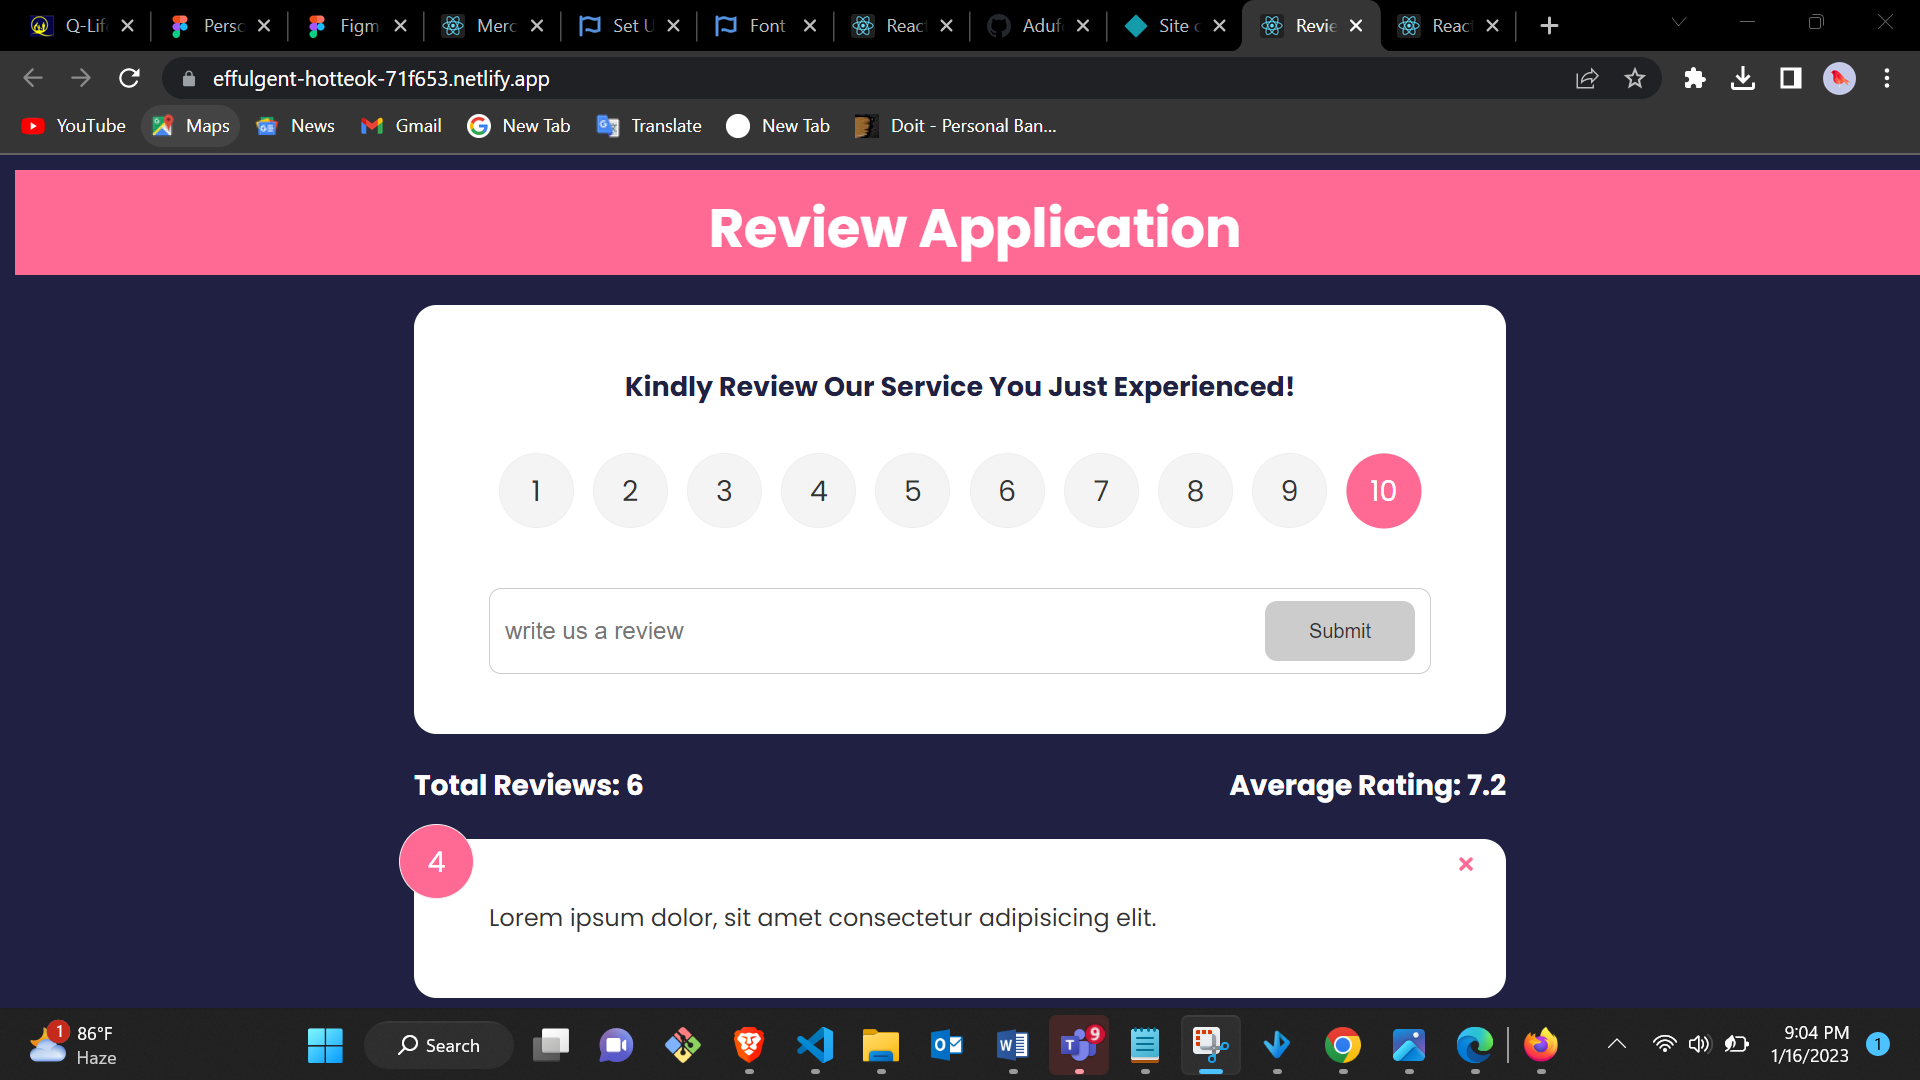 Q-Lif
Perso
Figm
Merc
Set U
Font
React
Adufe
Site o
Revie
React
effulgent-hotteok-71f653.netlify.app
YouTube
Maps
News
Gmail
New Tab
Translate
New Tab
Doit - Personal Ban...
Review Application
Kindly Review Our Service You Just Experienced!
1 2 3 4 5 6 7 8 9 10
write us a review
Submit
Total Reviews: 6
Average Rating: 7.2
4
Lorem ipsum dolor, sit amet consectetur adipisicing elit.
1
86°F
Haze
Search
9
9:04 PM
1/16/2023
1